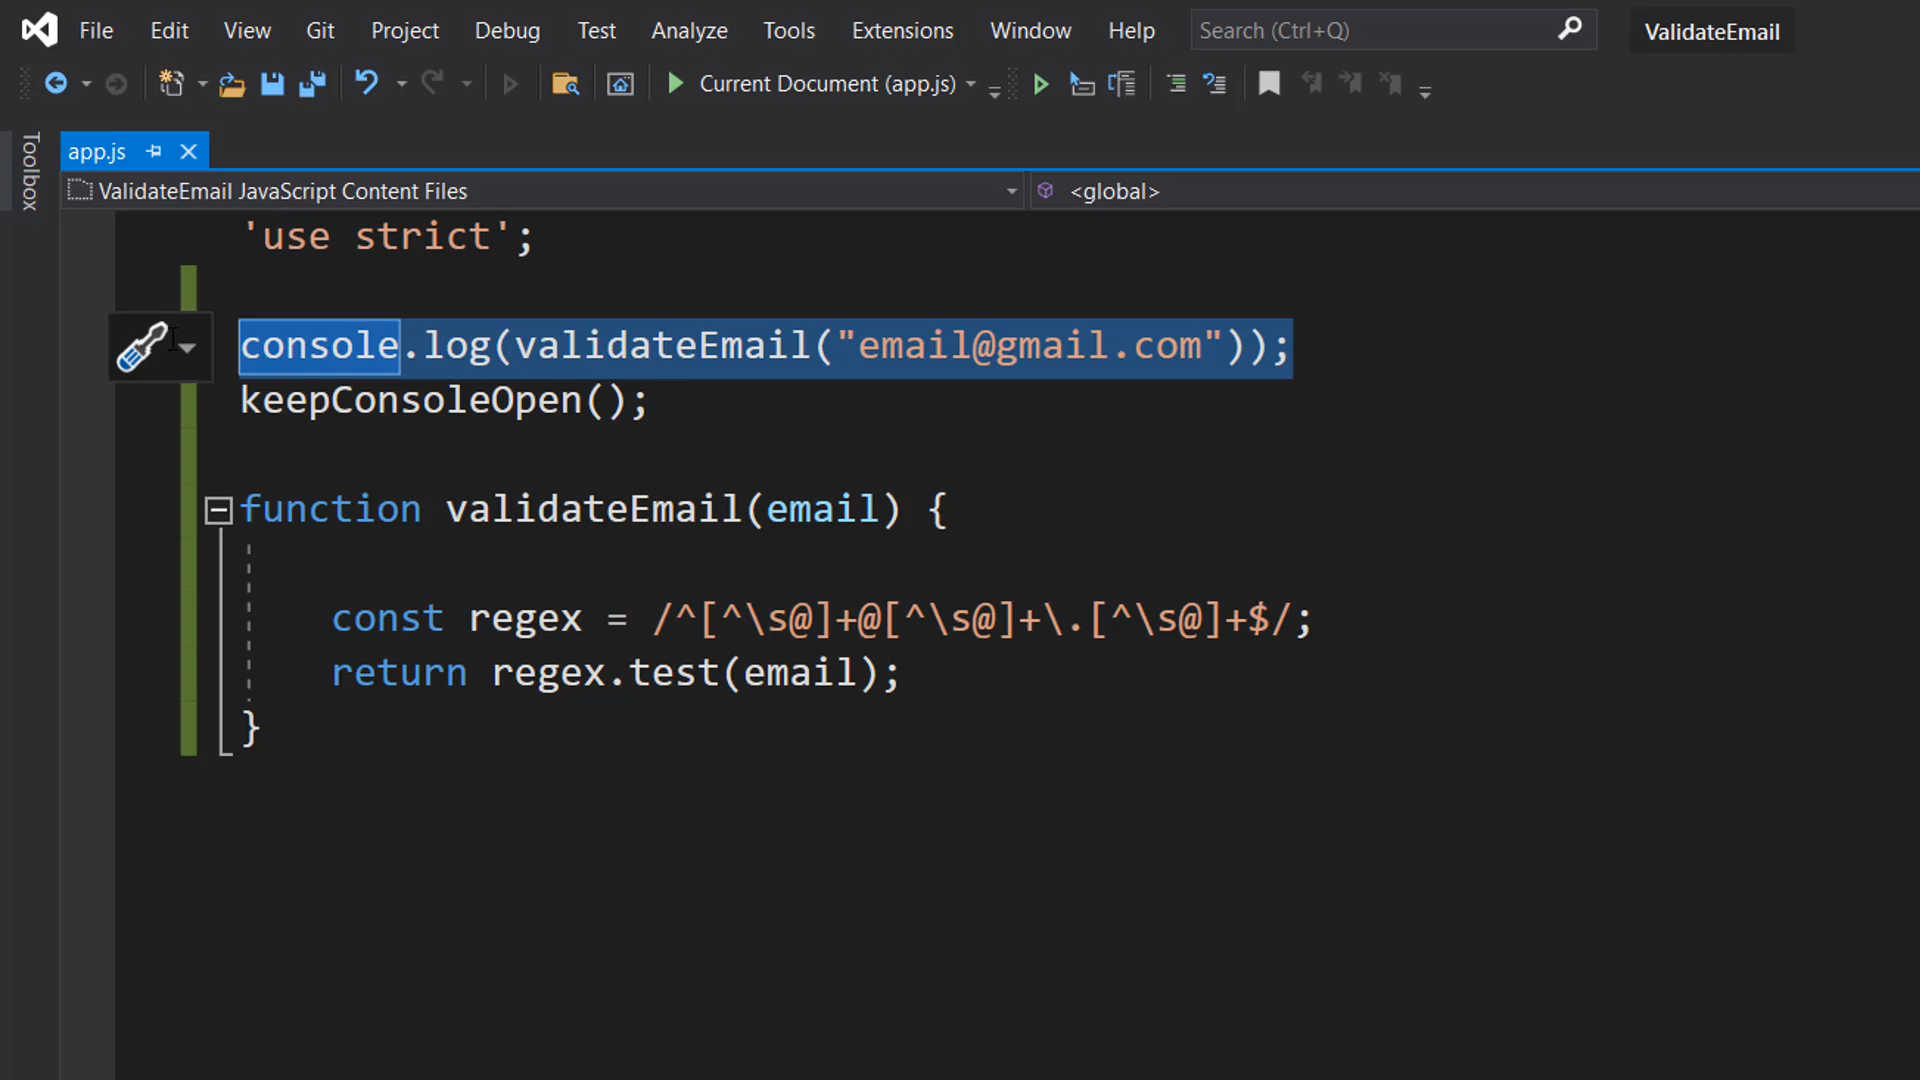 File Edit View Git Project Debug Test Analyze Tools Extensions Window Help Search (Ctrl+Q) ValidateEmail
Current Document (app.js)
Toolbox
app.js
ValidateEmail JavaScript Content Files <global>
'use strict';
console.log(validateEmail("email@gmail.com"));
keepConsoleOpen();
function validateEmail(email) {
const regex = /^[^\s@]+@[^\s@]+\.[^\s@]+$/;
return regex.test(email);
}